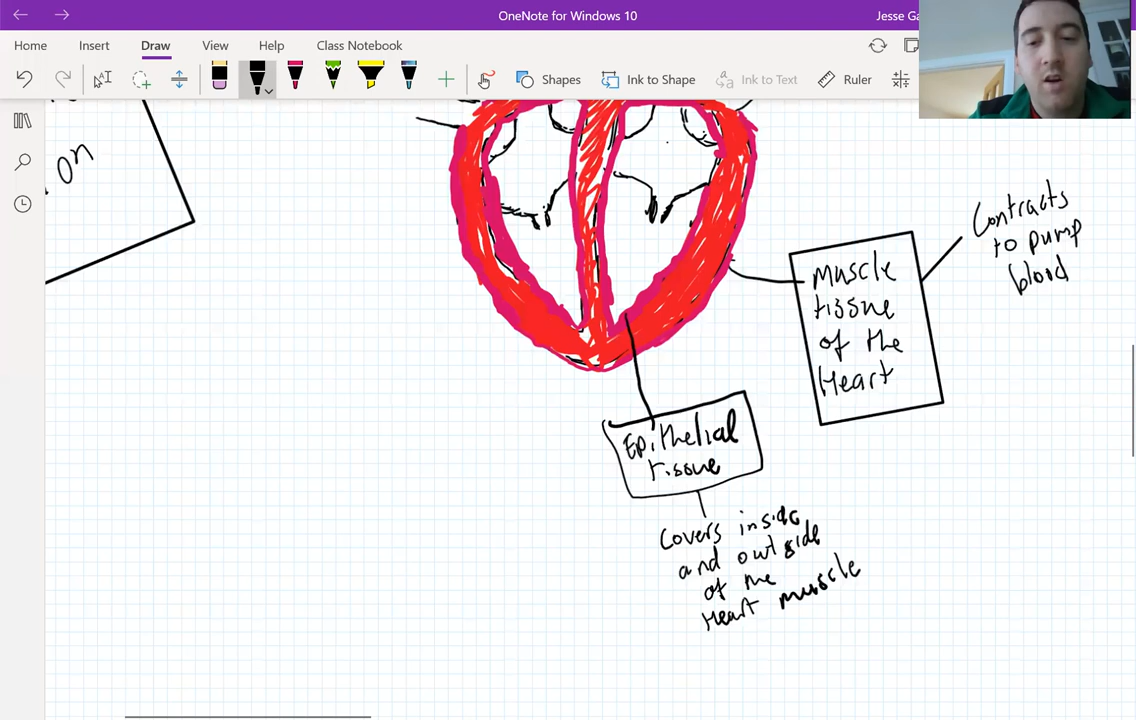 OneNote for Windows 10
Jesse Ga
Home Insert Draw View Help Class Notebook
Shapes Ink to Shape Ink to Text Ruler
on
Contracts
to pump
blood
muscle
tissue
of the
Heart
Epithelial
tissue
Covers inside
and outside
of the
Heart muscle